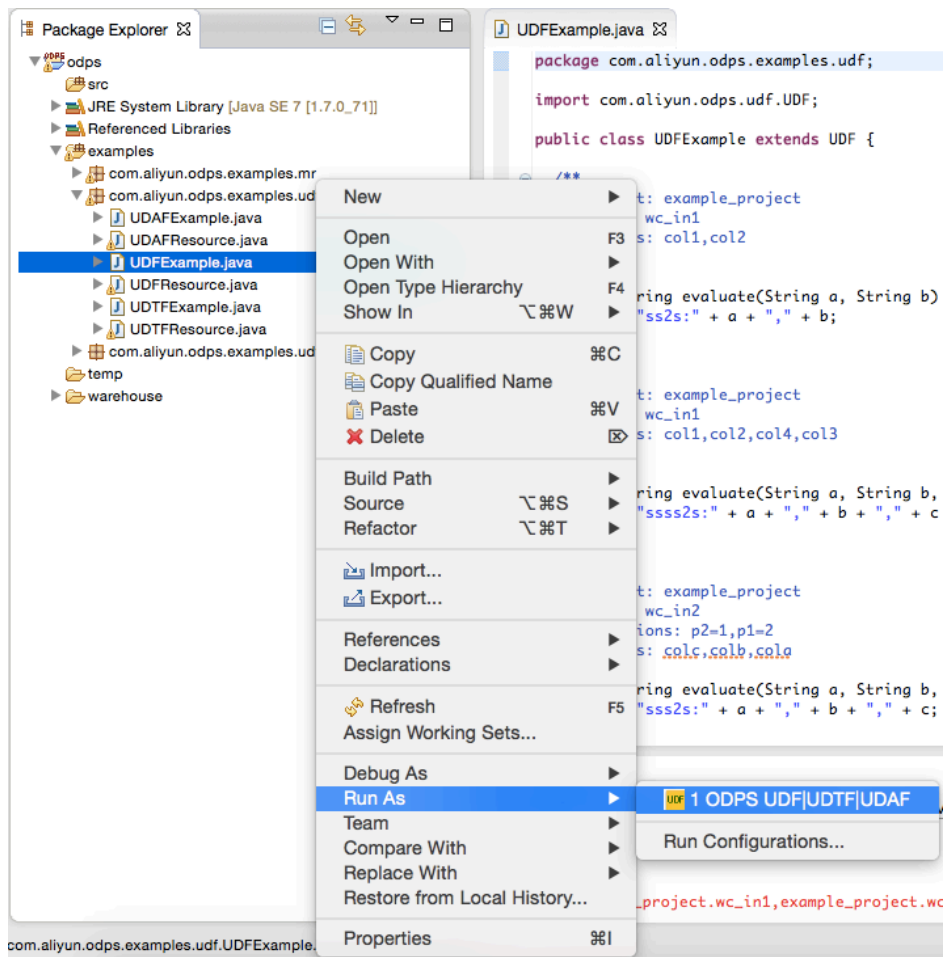 Package Explorer
odps
src
JRE System Library [Java SE 7 [1.7.0_71]]
Referenced Libraries
examples
com.aliyun.odps.examples.mr
com.aliyun.odps.examples.ud
UDAFExample.java
UDAFResource.java
UDFExample.java
UDFResource.java
UDTFExample.java
UDTFResource.java
com.aliyun.odps.examples.ud
temp
warehouse
com.aliyun.odps.examples.udf.UDFExample.
New
Open F3
Open With
Open Type Hierarchy F4
Show In ⌥⌘W
Copy ⌘C
Copy Qualified Name
Paste ⌘V
Delete ⌦
Build Path
Source ⌥⌘S
Refactor ⌥⌘T
Import...
Export...
References
Declarations
Refresh F5
Assign Working Sets...
Debug As
Run As
Team
Compare With
Replace With
Restore from Local History...
Properties ⌘I
UDF 1 ODPS UDF|UDTF|UDAF
Run Configurations...
UDFExample.java
package com.aliyun.odps.examples.udf;
import com.aliyun.odps.udf.UDF;
public class UDFExample extends UDF {
/**
t: example_project
wc_in1
s: col1,col2
ring evaluate(String a, String b)
"ss2s:" + a + "," + b;
t: example_project
wc_in1
s: col1,col2,col4,col3
ring evaluate(String a, String b,
"ssss2s:" + a + "," + b + "," + c
t: example_project
wc_in2
ions: p2=1,p1=2
s: colc,colb,cola
ring evaluate(String a, String b,
"sss2s:" + a + "," + b + "," + c;
_project.wc_in1,example_project.wc